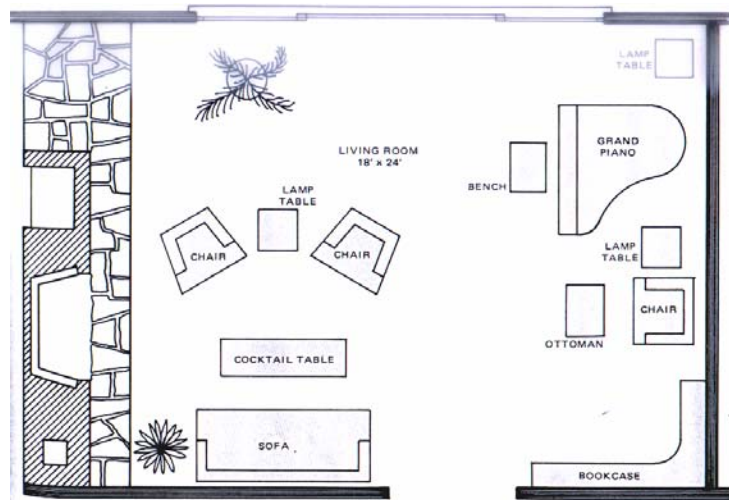 LAMP
TABLE
GRAND
PIANO
LIVING ROOM
18' x 24'
BENCH
LAMP
TABLE
CHAIR
CHAIR
LAMP
TABLE
CHAIR
OTTOMAN
COCKTAIL TABLE
SOFA
BOOKCASE